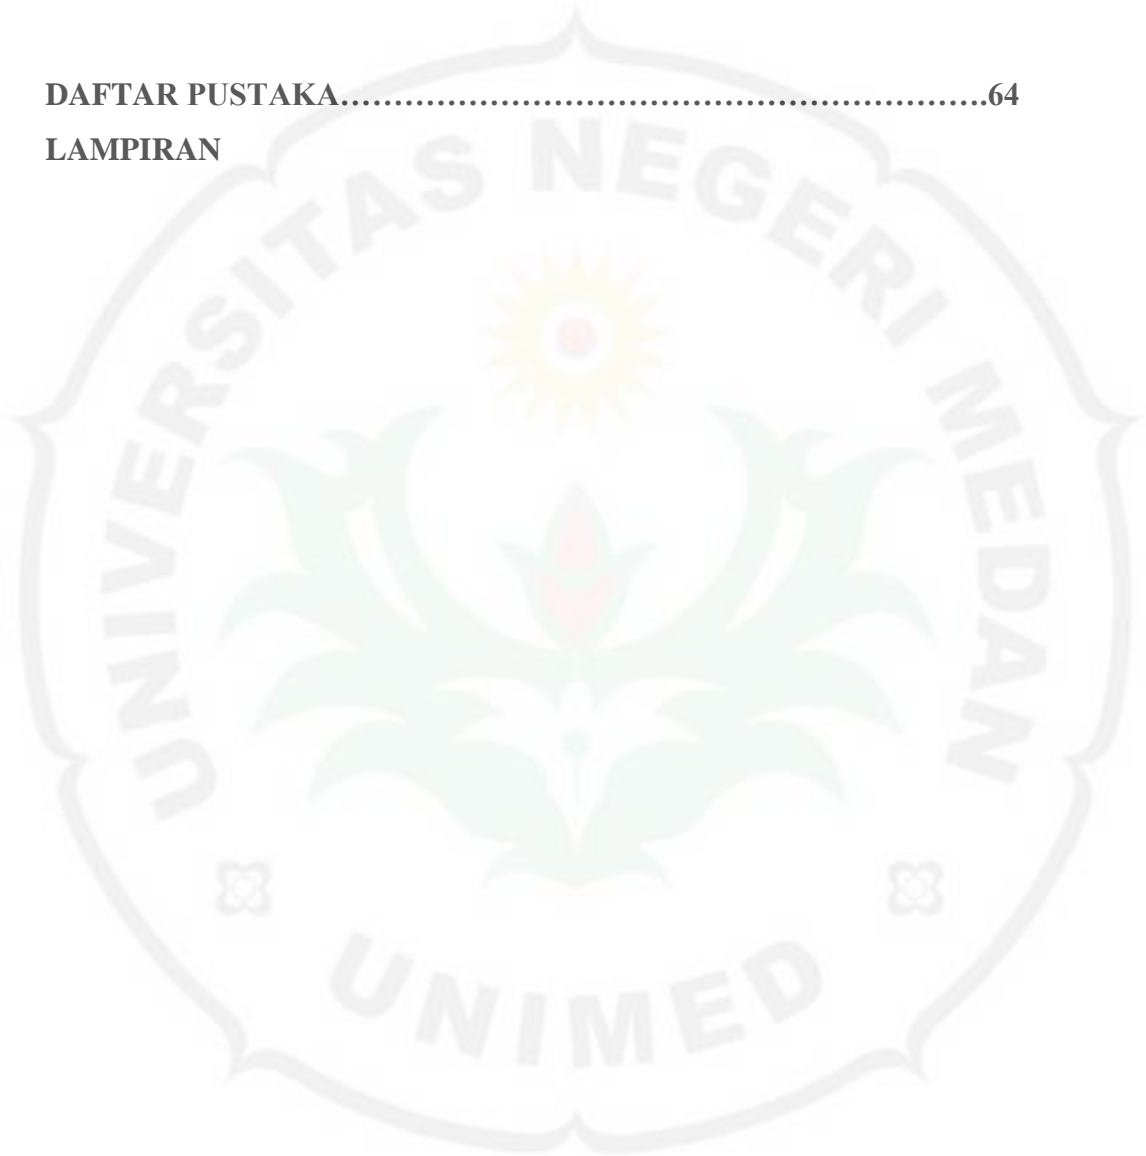 DAFTAR PUSTAKA……………………………………………………….64
LAMPIRAN
UNIVERSITAS NEGERI MEDAN
UNIMED